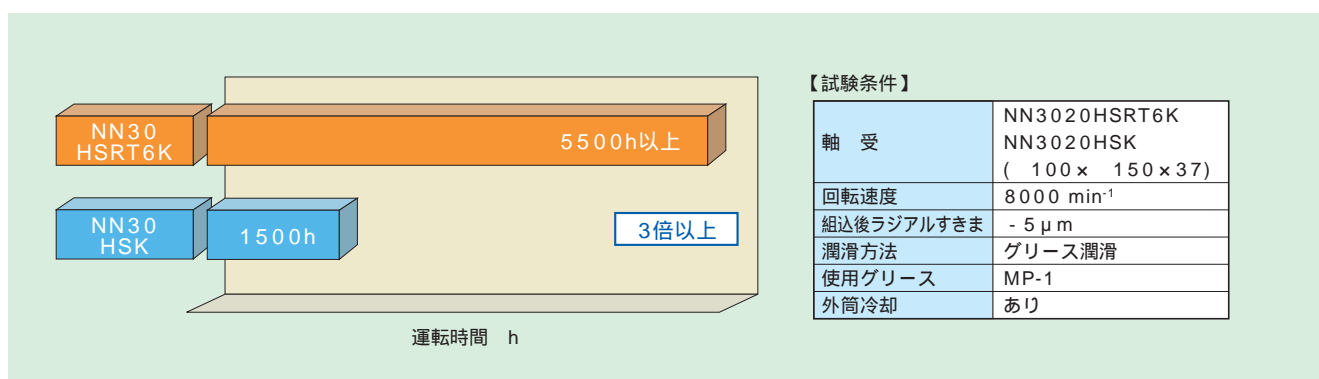 NN30
HSRT6K
5500h以上
NN30
HSK
1500h
3倍以上
運転時間 h
【試験条件】
軸 受
NN3020HSRT6K
NN3020HSK
( 100× 150×37)
回転速度 8000 min⁻¹
組込後ラジアルすきま -5μm
潤滑方法 グリース潤滑
使用グリース MP-1
外筒冷却 あり